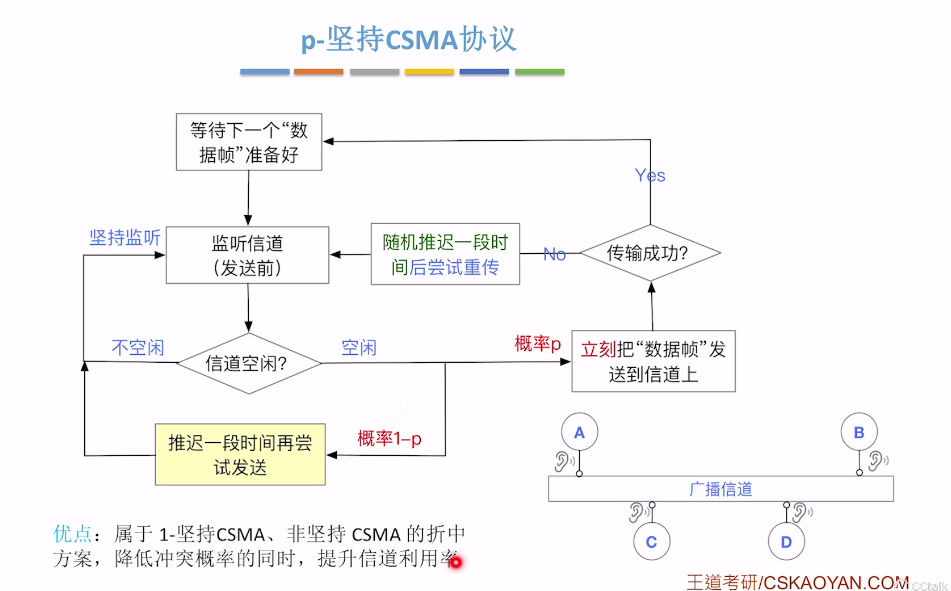 p-坚持CSMA协议
等待下一个“数
据帧”准备好
Yes
坚持监听
监听信道
（发送前）
随机推迟一段时
间后尝试重传
No
传输成功?
不空闲
信道空闲?
空闲
概率p
立刻把“数据帧”发
送到信道上
推迟一段时间再尝
试发送
概率1–p
A
B
广播信道
C
D
优点：属于 1-坚持CSMA、非坚持 CSMA 的折中
方案，降低冲突概率的同时，提升信道利用率
王道考研/CSKAOYAN.COM
CCtalk